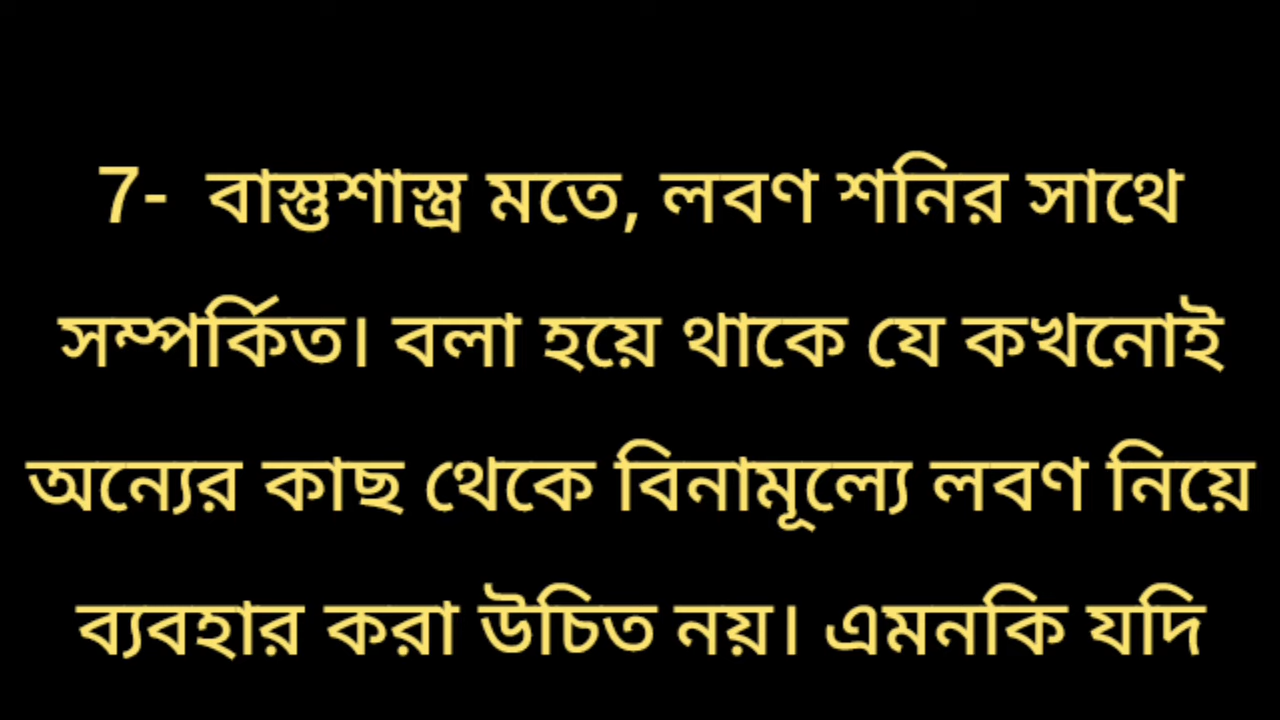 7- বাস্তুশাস্ত্র মতে, লবণ শনির সাথে
সম্পর্কিত। বলা হয়ে থাকে যে কখনোই
অন্যের কাছ থেকে বিনামূল্যে লবণ নিয়ে
ব্যবহার করা উচিত নয়। এমনকি যদি